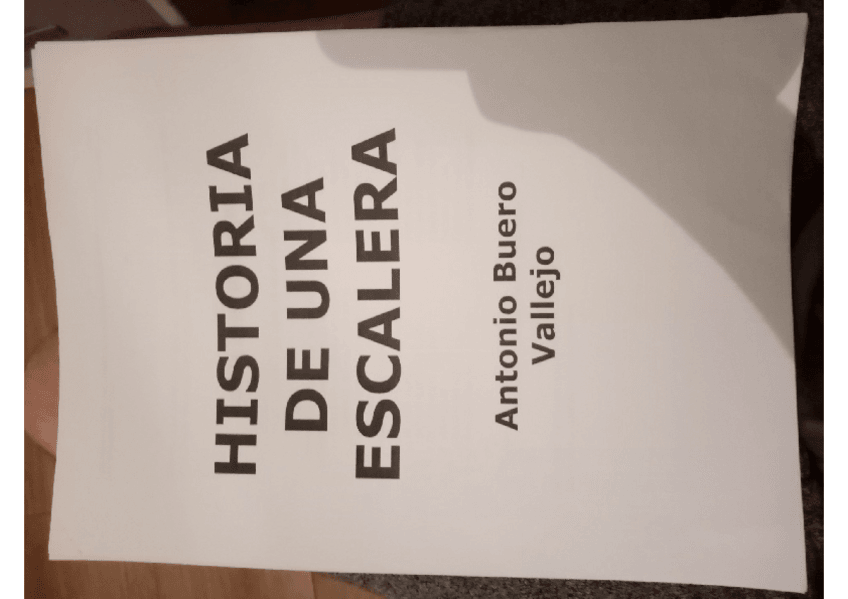 HISTORIA
DE UNA
ESCALERA
Antonio Buero
Vallejo